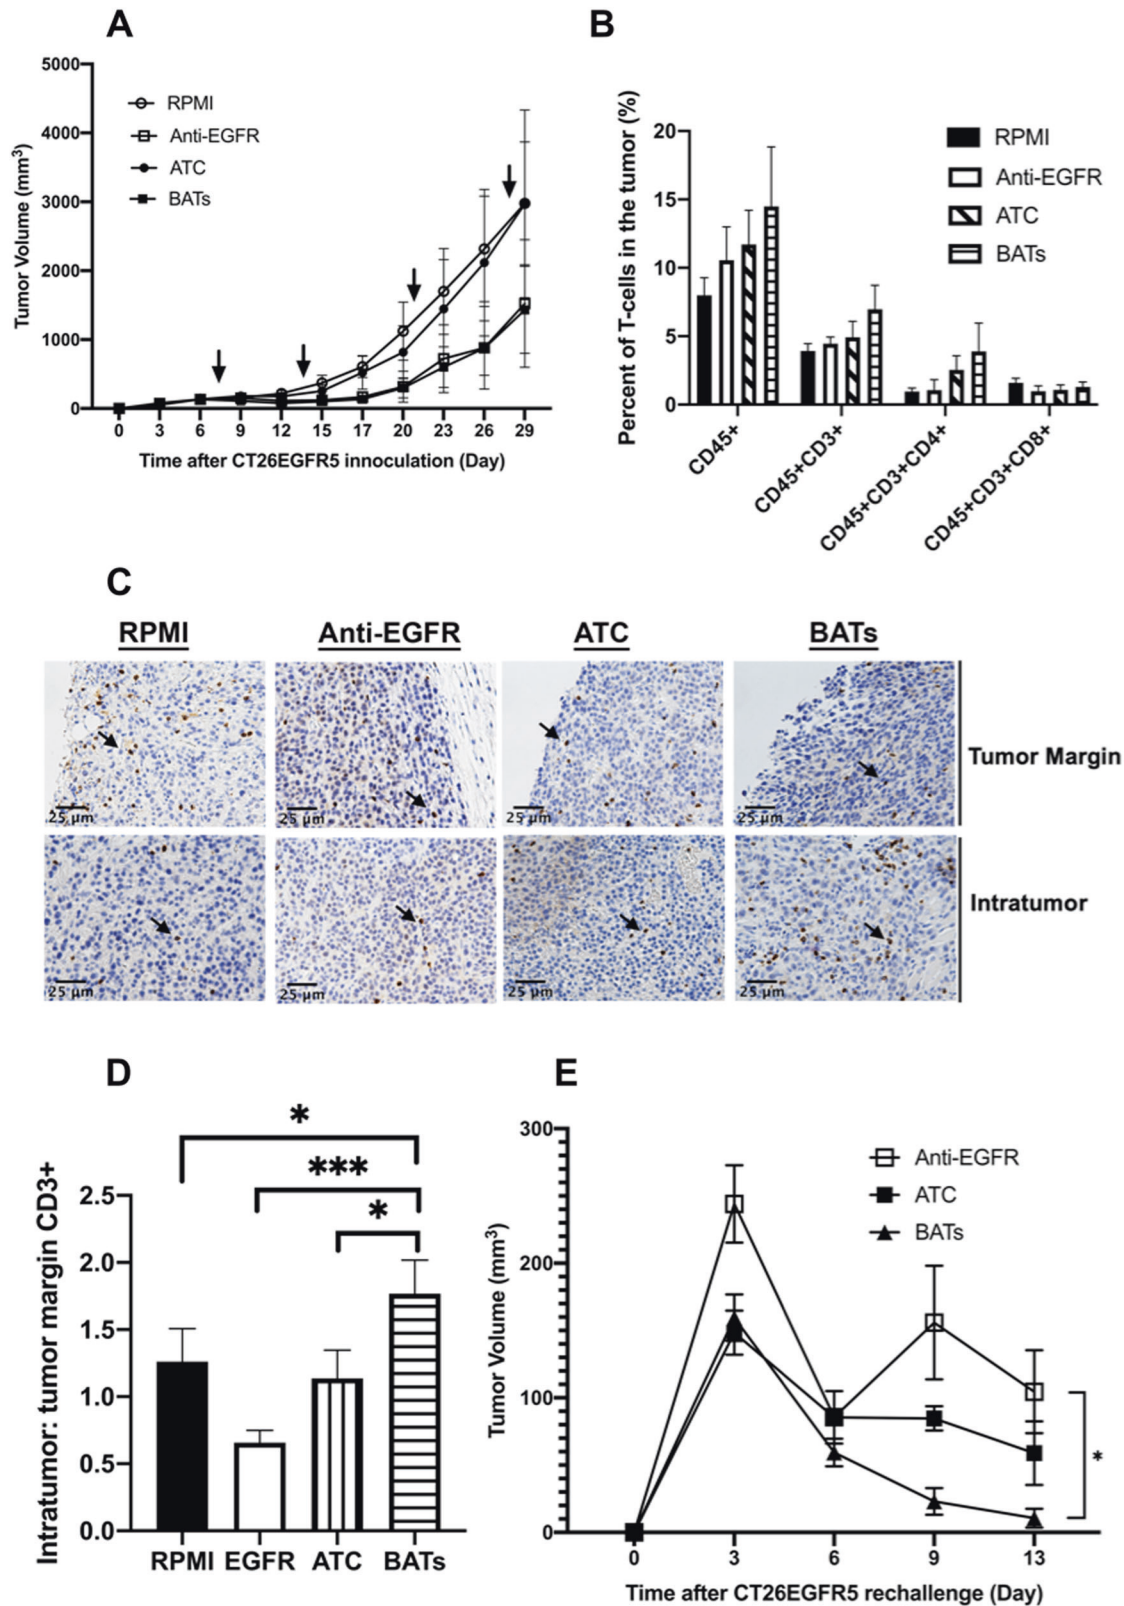 A
Tumor Volume (mm³)
5000
4000
3000
2000
1000
0
RPMI
Anti-EGFR
ATC
BATs
0 3 6 9 12 15 17 20 23 26 29
Time after CT26EGFR5 innoculation (Day)
B
Percent of T-cells in the tumor (%)
20
15
10
5
0
RPMI
Anti-EGFR
ATC
BATs
CD45+
CD45+CD3+
CD45+CD3+CD4+
CD45+CD3+CD8+
C
RPMI Anti-EGFR ATC BATs
25 µm 25 µm 25 µm 25 µm
Tumor Margin
25 µm 25 µm 25 µm 25 µm
Intratumor
D
Intratumor: tumor margin CD3+
2.5
2.0
1.5
1.0
0.5
0.0
*
***
*
RPMI EGFR ATC BATs
E
Tumor Volume (mm³)
300
200
100
0
Anti-EGFR
ATC
BATs
*
0 3 6 9 13
Time after CT26EGFR5 rechallenge (Day)